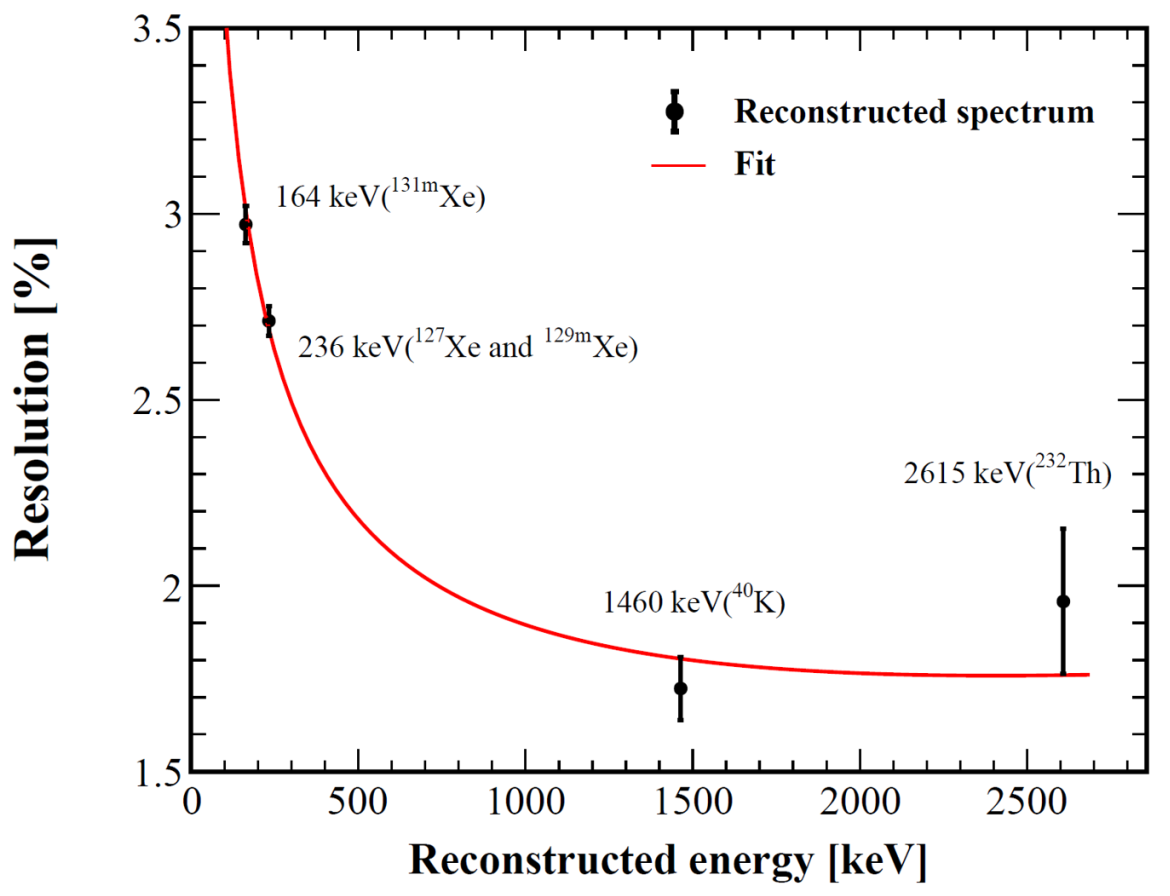 3.5
3
2.5
2
1.5
Resolution [%]
Reconstructed spectrum
Fit
164 keV(¹³¹ᵐXe)
236 keV(¹²⁷Xe and ¹²⁹ᵐXe)
2615 keV(²³²Th)
1460 keV(⁴⁰K)
0 500 1000 1500 2000 2500
Reconstructed energy [keV]